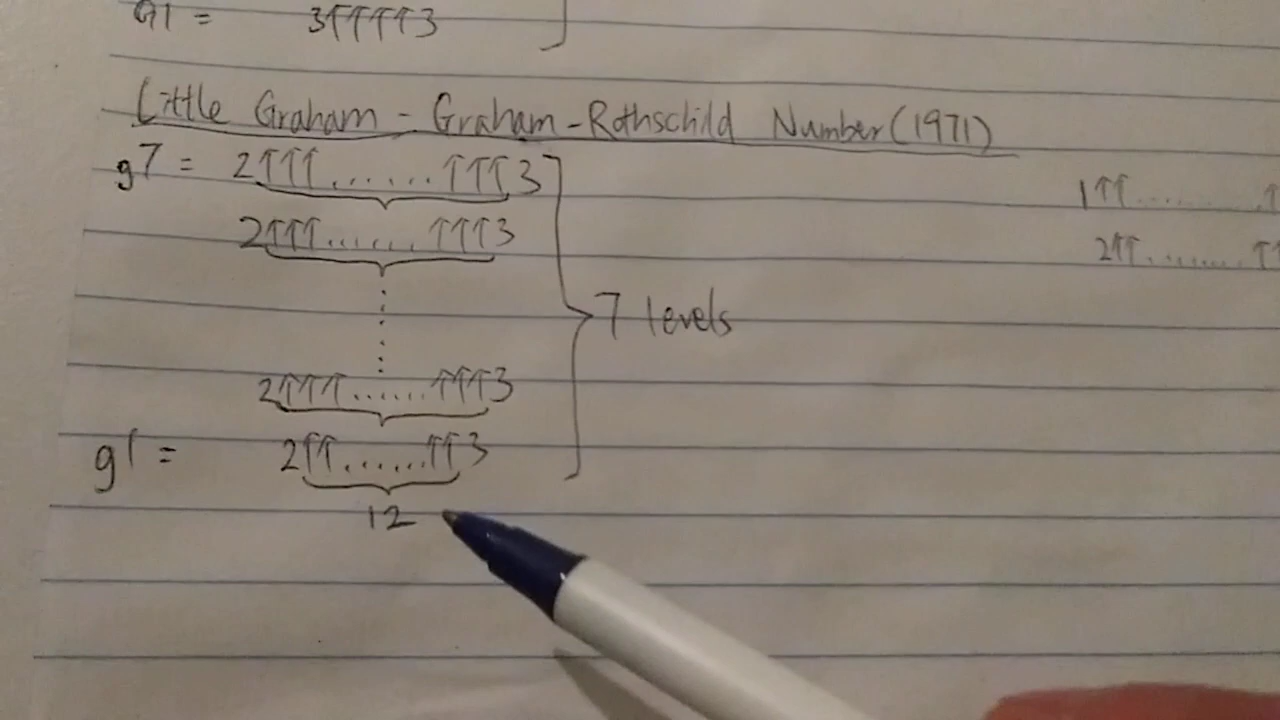 g1 = 3↑↑↑↑3
Little Graham - Graham-Rothschild Number (1971)
g7 = 2↑↑↑.......↑↑↑3
2↑↑↑.......↑↑↑3
7 levels
2↑↑↑.......↑↑↑3
g1 = 2↑↑.......↑↑3
12
1↑↑..........↑
2↑↑.........↑↑